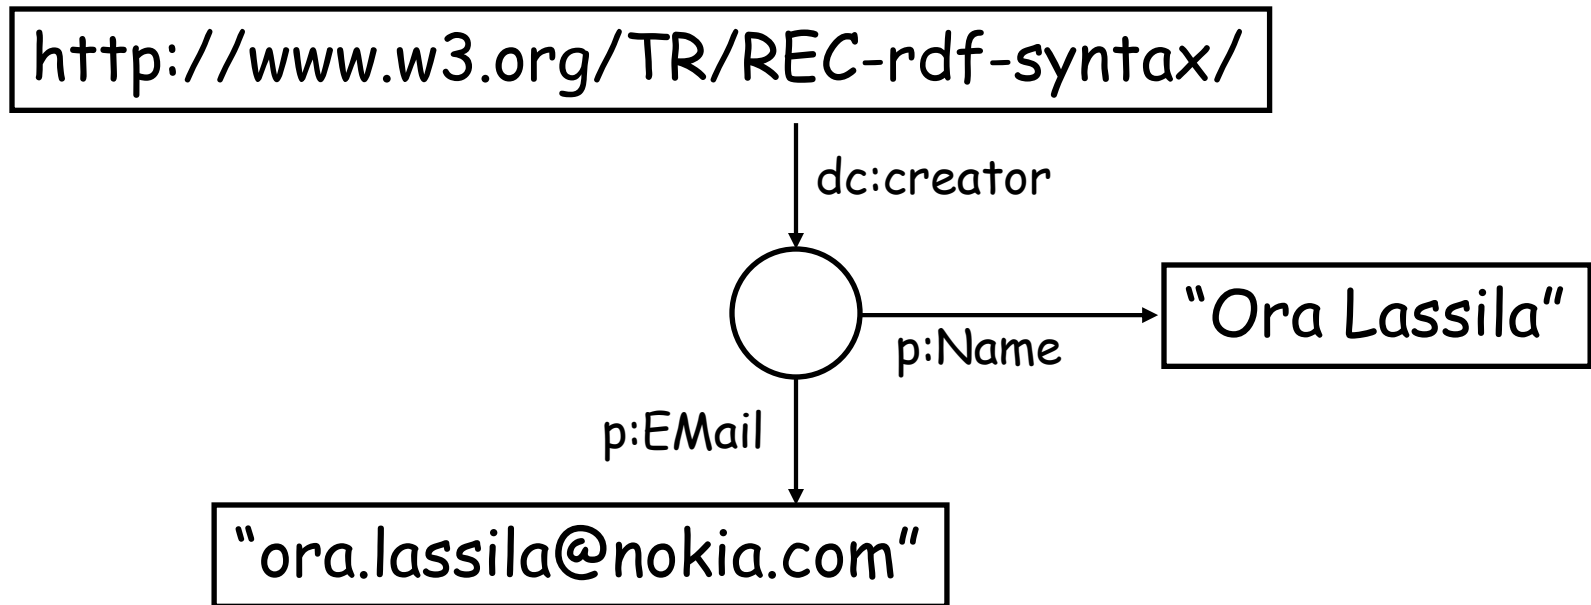 http://www.w3.org/TR/REC-rdf-syntax/
dc:creator
“Ora Lassila”
p:Name
p:EMail
“ora.lassila@nokia.com”